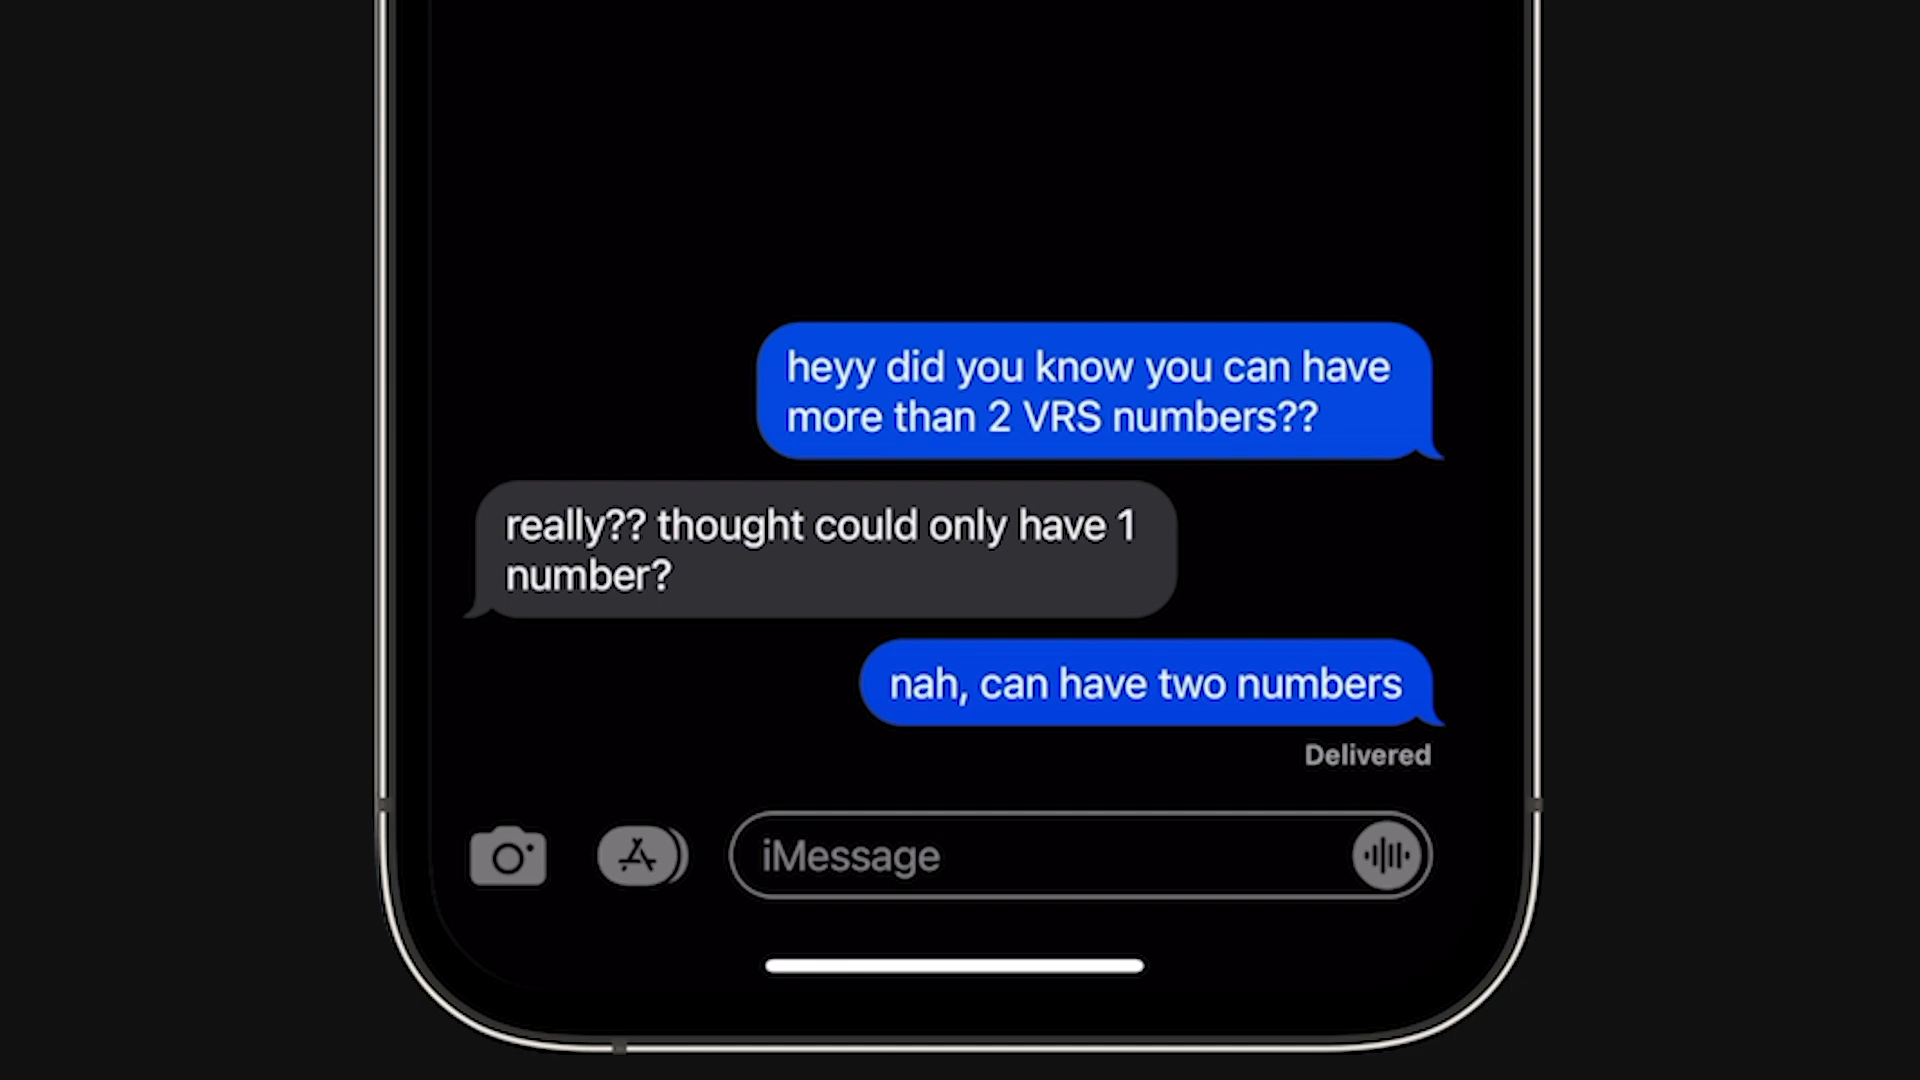 heyy did you know you can have
more than 2 VRS numbers??
really?? thought could only have 1
number?
nah, can have two numbers
Delivered
iMessage